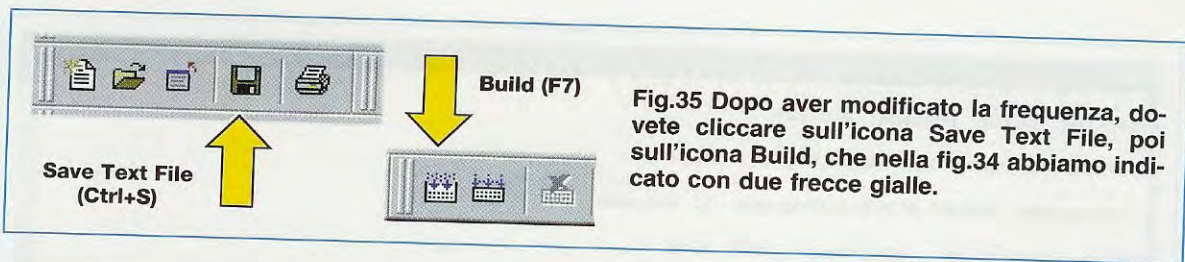 Save Text File
(Ctrl+S)
Build (F7)
Fig.35 Dopo aver modificato la frequenza, do-
vete cliccare sull'icona Save Text File, poi
sull'icona Build, che nella fig.34 abbiamo indi-
cato con due frecce gialle.